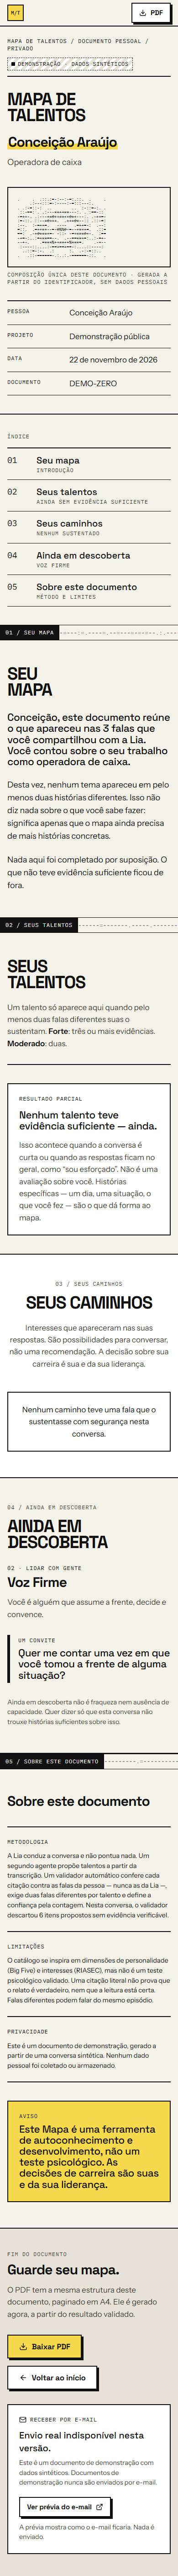 M/T
PDF
MAPA DE TALENTOS / DOCUMENTO PESSOAL /
PRIVADO
DEMONSTRAÇÃO / DADOS SINTÉTICOS
MAPA DE
TALENTOS
Conceição Araújo
Operadora de caixa
COMPOSIÇÃO ÚNICA DESTE DOCUMENTO · GERADA A
PARTIR DO IDENTIFICADOR, SEM DADOS PESSOAIS
PESSOA
Conceição Araújo
PROJETO
Demonstração pública
DATA
22 de novembro de 2026
DOCUMENTO
DEMO-ZERO
ÍNDICE
01
Seu mapa
INTRODUÇÃO
02
Seus talentos
AINDA SEM EVIDÊNCIA SUFICIENTE
03
Seus caminhos
NENHUM SUSTENTADO
04
Ainda em descoberta
VOZ FIRME
05
Sobre este documento
MÉTODO E LIMITES
01 / SEU MAPA
SEU
MAPA
Conceição, este documento reúne
o que apareceu nas 3 falas que
você compartilhou com a Lia.
Você contou sobre o seu trabalho
como operadora de caixa.
Desta vez, nenhum tema apareceu em pelo
menos duas histórias diferentes. Isso não
diz nada sobre o que você sabe fazer:
significa apenas que o mapa ainda precisa
de mais histórias concretas.
Nada aqui foi completado por suposição. O
que não teve evidência suficiente ficou de
fora.
02 / SEUS TALENTOS
SEUS
TALENTOS
Um talento só aparece aqui quando pelo
menos duas falas diferentes suas o
sustentam. Forte: três ou mais evidências.
Moderado: duas.
RESULTADO PARCIAL
Nenhum talento teve
evidência suficiente — ainda.
Isso acontece quando a conversa é
curta ou quando as respostas ficam no
geral, como “sou esforçado”. Não é uma
avaliação sobre você. Histórias
específicas — um dia, uma situação, o
que você fez — são o que dá forma ao
mapa.
03 / SEUS CAMINHOS
SEUS CAMINHOS
Interesses que apareceram nas suas
respostas. São possibilidades para conversar,
não uma recomendação. A decisão sobre sua
carreira é sua e da sua liderança.
Nenhum caminho teve uma fala que o
sustentasse com segurança nesta
conversa.
04 / AINDA EM DESCOBERTA
AINDA EM
DESCOBERTA
02 · LIDAR COM GENTE
Voz Firme
Você é alguém que assume a frente, decide e
convence.
UM CONVITE
Quer me contar uma vez em que
você tomou a frente de alguma
situação?
Ainda em descoberta não é fraqueza nem ausência de
capacidade. Quer dizer só que esta conversa não
trouxe histórias suficientes sobre isso.
05 / SOBRE ESTE DOCUMENTO
Sobre este documento
METODOLOGIA
A Lia conduz a conversa e não pontua nada. Um
segundo agente propõe talentos a partir da
transcrição. Um validador automático confere cada
citação contra as falas da pessoa — nunca as da Lia —,
exige duas falas diferentes por talento e define a
confiança pela contagem. Nesta conversa, o validador
descartou 6 itens propostos sem evidência verificável.
LIMITAÇÕES
O catálogo se inspira em dimensões de personalidade
(Big Five) e interesses (RIASEC), mas não é um teste
psicológico validado. Uma citação literal não prova que
o relato é verdadeiro, nem que a leitura está certa.
Falas diferentes podem falar do mesmo episódio.
PRIVACIDADE
Este é um documento de demonstração, gerado a
partir de uma conversa sintética. Nenhum dado
pessoal foi coletado ou armazenado.
AVISO
Este Mapa é uma ferramenta
de autoconhecimento e
desenvolvimento, não um
teste psicológico. As
decisões de carreira são suas
e da sua liderança.
FIM DO DOCUMENTO
Guarde seu mapa.
O PDF tem a mesma estrutura deste
documento, paginado em A4. Ele é gerado
agora, a partir do resultado validado.
Baixar PDF
Voltar ao início
RECEBER POR E-MAIL
Envio real indisponível nesta
versão.
Este é um documento de demonstração com
dados sintéticos. Documentos de
demonstração nunca são enviados por e-mail.
Ver prévia do e-mail
A prévia mostra como o e-mail ficaria. Nada é
enviado.